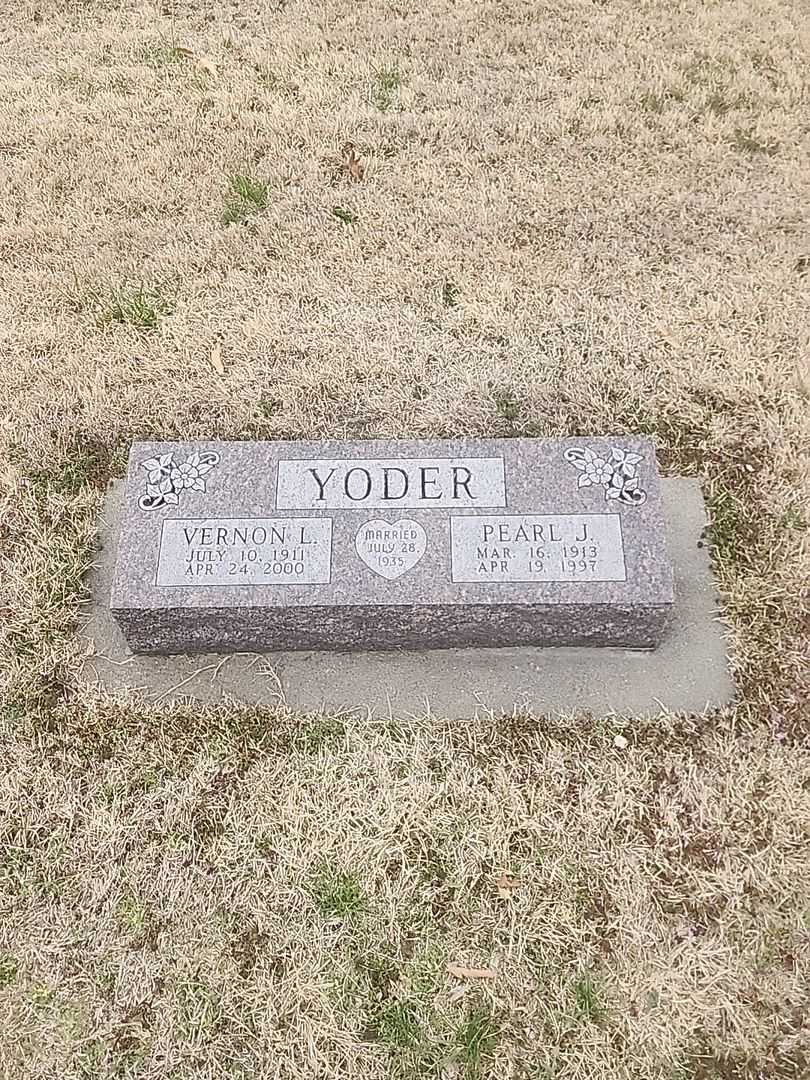 YODER
VERNON L.
JULY 10, 1911
APR. 24, 2000
MARRIED
JULY 28,
1935
PEARL J.
MAR. 16, 1913
APR. 19, 1997